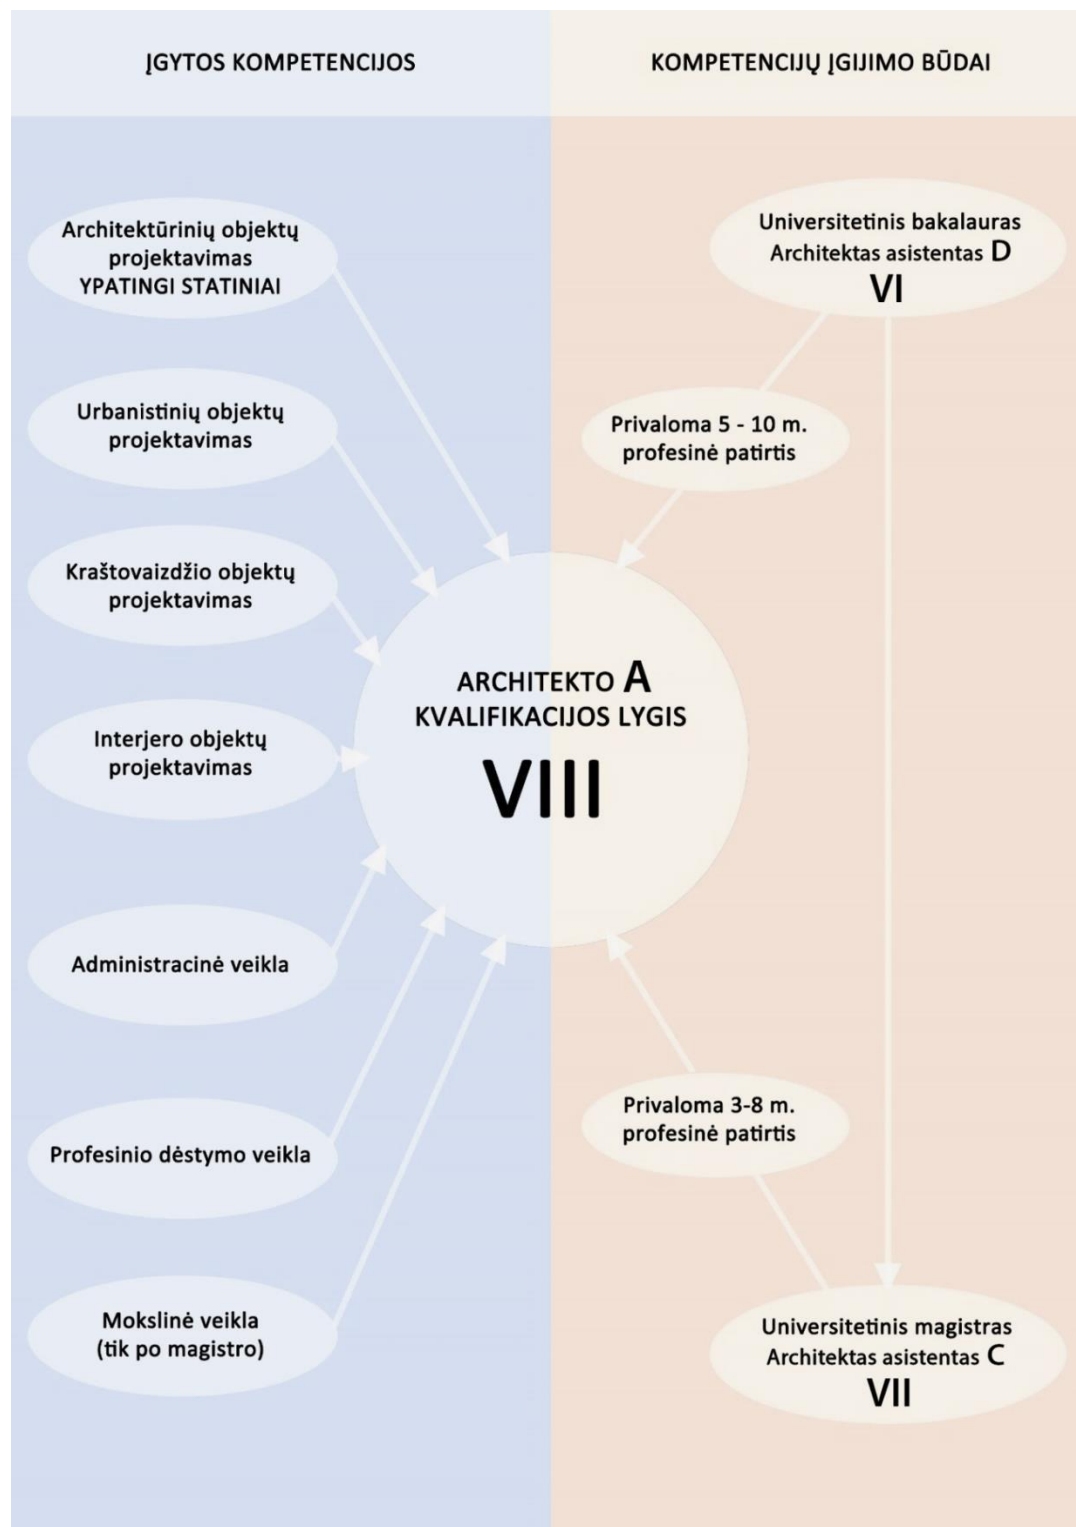 ĮGYTOS KOMPETENCIJOS
KOMPETENCIJŲ ĮGIJIMO BŪDAI
Architektūrinių objektų
projektavimas
YPATINGI STATINIAI
Urbanistinių objektų
projektavimas
Kraštovaizdžio objektų
projektavimas
Interjero objektų
projektavimas
Administracinė veikla
Profesinio dėstymo veikla
Mokslinė veikla
(tik po magistro)
ARCHITEKTO A
KVALIFIKACIJOS LYGIS
VIII
Universitetinis bakalauras
Architektas asistentas D
VI
Privaloma 5 - 10 m.
profesinė patirtis
Privaloma 3-8 m.
profesinė patirtis
Universitetinis magistras
Architektas asistentas C
VII